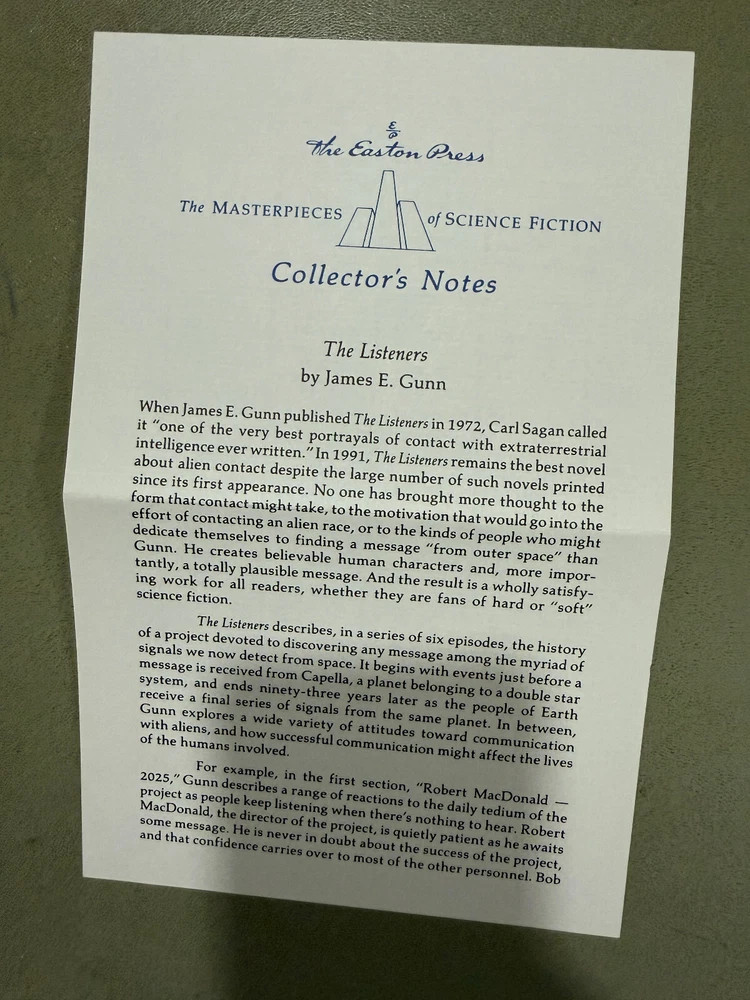 E
P
The Easton Press
The MASTERPIECES of SCIENCE FICTION
Collector's Notes
The Listeners
by James E. Gunn
When James E. Gunn published The Listeners in 1972, Carl Sagan called
it "one of the very best portrayals of contact with extraterrestrial
intelligence ever written." In 1991, The Listeners remains the best novel
about alien contact despite the large number of such novels printed
since its first appearance. No one has brought more thought to the
form that contact might take, to the motivation that would go into the
effort of contacting an alien race, or to the kinds of people who might
dedicate themselves to finding a message "from outer space" than
Gunn. He creates believable human characters and, more impor-
tantly, a totally plausible message. And the result is a wholly satisfy-
ing work for all readers, whether they are fans of hard or "soft"
science fiction.
The Listeners describes, in a series of six episodes, the history
of a project devoted to discovering any message among the myriad of
signals we now detect from space. It begins with events just before a
message is received from Capella, a planet belonging to a double star
system, and ends ninety-three years later as the people of Earth
receive a final series of signals from the same planet. In between,
Gunn explores a wide variety of attitudes toward communication
with aliens, and how successful communication might affect the lives
of the humans involved.
For example, in the first section, "Robert MacDonald —
2025," Gunn describes a range of reactions to the daily tedium of the
project as people keep listening when there's nothing to hear. Robert
MacDonald, the director of the project, is quietly patient as he awaits
some message. He is never in doubt about the success of the project,
and that confidence carries over to most of the other personnel. Bob